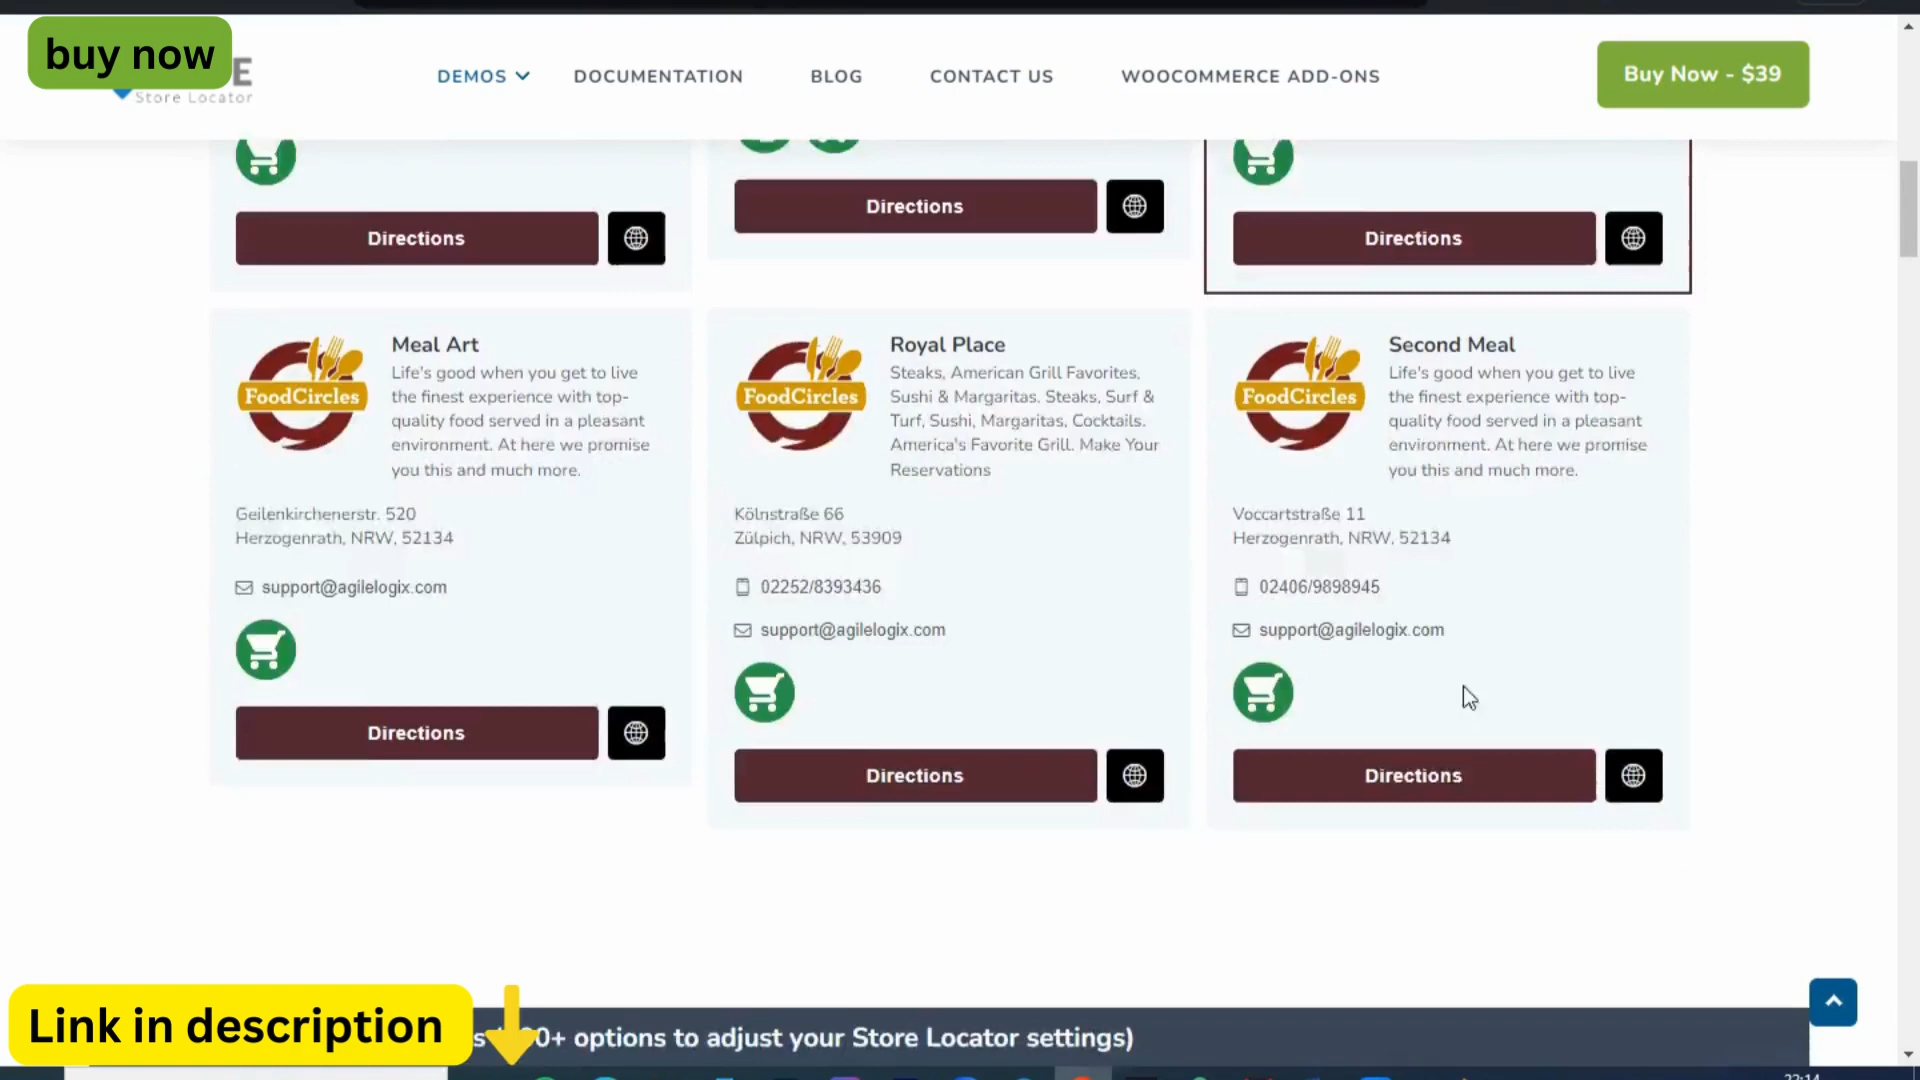 buy now
E
Store Locator
DEMOS
DOCUMENTATION
BLOG
CONTACT US
WOOCOMMERCE ADD-ONS
Buy Now - $39
Directions
Directions
Directions
FoodCircles
Meal Art
Life's good when you get to live
the finest experience with top-
quality food served in a pleasant
environment. At here we promise
you this and much more.
Geilenkirchenerstr. 520
Herzogenrath, NRW, 52134
support@agilelogix.com
Directions
FoodCircles
Royal Place
Steaks, American Grill Favorites,
Sushi & Margaritas. Steaks, Surf &
Turf, Sushi, Margaritas, Cocktails.
America's Favorite Grill. Make Your
Reservations
Kölnstraße 66
Zülpich, NRW, 53909
02252/8393436
support@agilelogix.com
Directions
FoodCircles
Second Meal
Life's good when you get to live
the finest experience with top-
quality food served in a pleasant
environment. At here we promise
you this and much more.
Voccartstraße 11
Herzogenrath, NRW, 52134
02406/9898945
support@agilelogix.com
Directions
Link in description
0+ options to adjust your Store Locator settings)